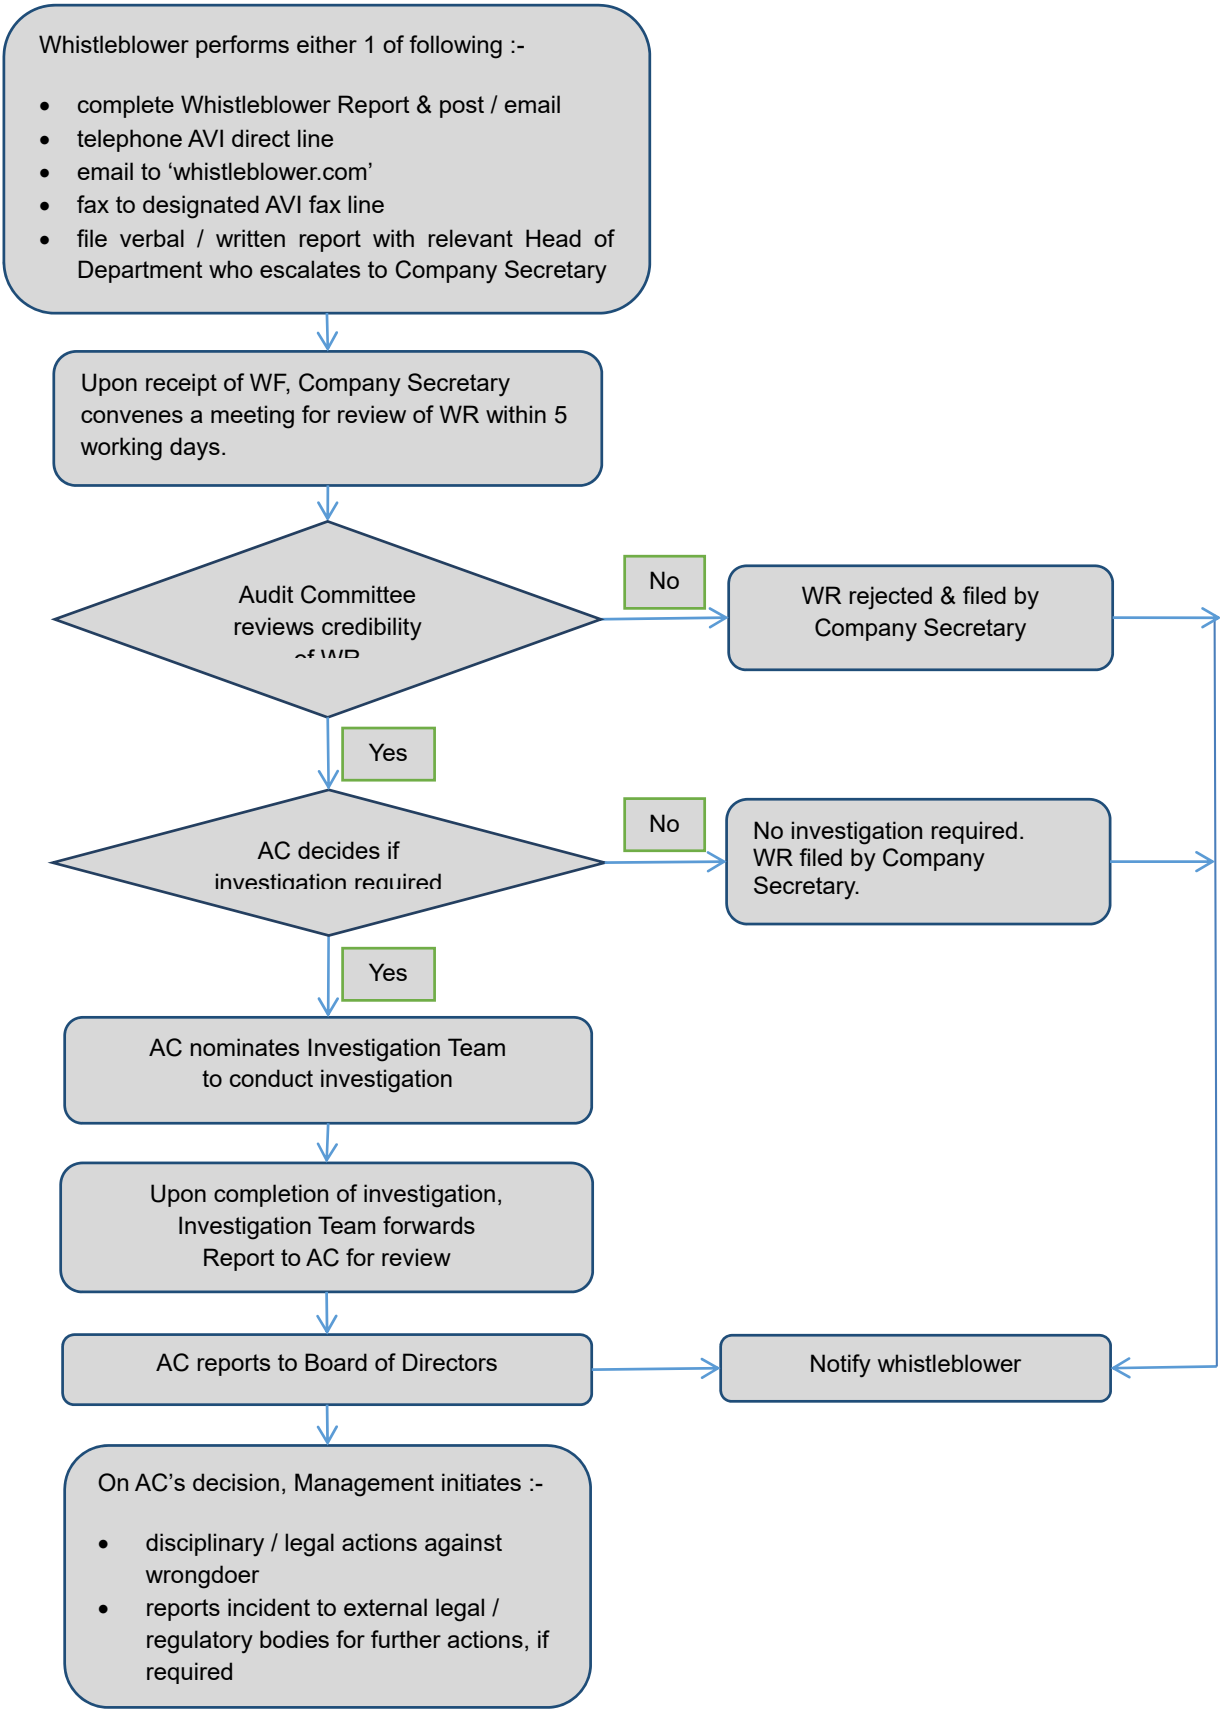 Whistleblower performs either 1 of following :-
• complete Whistleblower Report & post / email
• telephone AVI direct line
• email to ‘whistleblower.com’
• fax to designated AVI fax line
• file verbal / written report with relevant Head of
Department who escalates to Company Secretary
Upon receipt of WF, Company Secretary
convenes a meeting for review of WR within 5
working days.
Audit Committee
reviews credibility
of WR
No
WR rejected & filed by
Company Secretary
Yes
AC decides if
investigation required
No
No investigation required.
WR filed by Company
Secretary.
Yes
AC nominates Investigation Team
to conduct investigation
Upon completion of investigation,
Investigation Team forwards
Report to AC for review
AC reports to Board of Directors
Notify whistleblower
On AC’s decision, Management initiates :-
• disciplinary / legal actions against
wrongdoer
• reports incident to external legal /
regulatory bodies for further actions, if
required